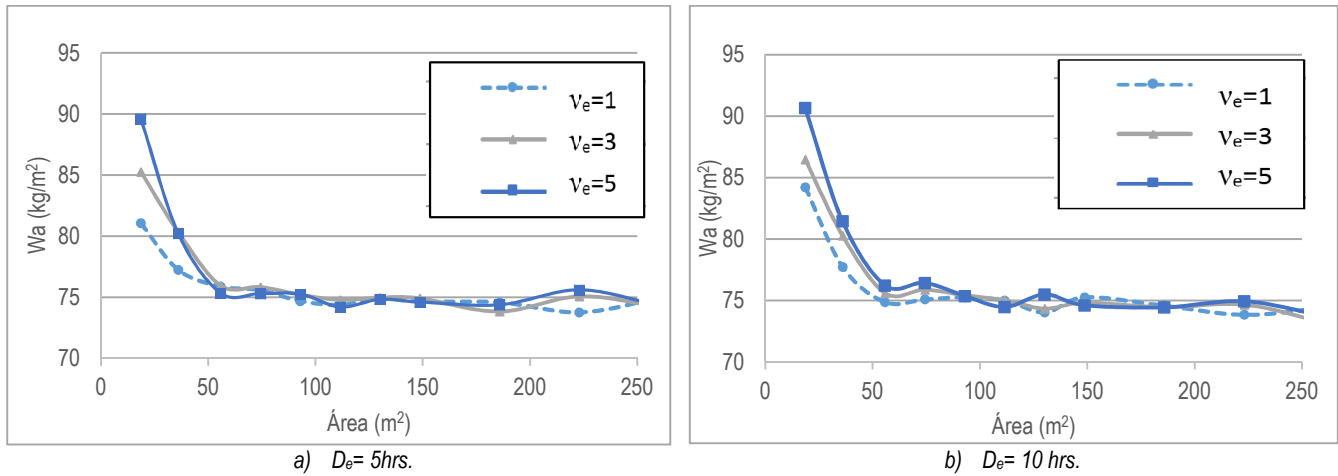 95
90
85
80
75
70
Wa (kg/m²)
0 50 100 150 200 250
Área (m²)
νₑ=1
νₑ=3
νₑ=5
a) Dₑ= 5hrs.
95
90
85
80
75
70
Wa (kg/m²)
0 50 100 150 200 250
Área (m²)
νₑ=1
νₑ=3
νₑ=5
b) Dₑ= 10 hrs.